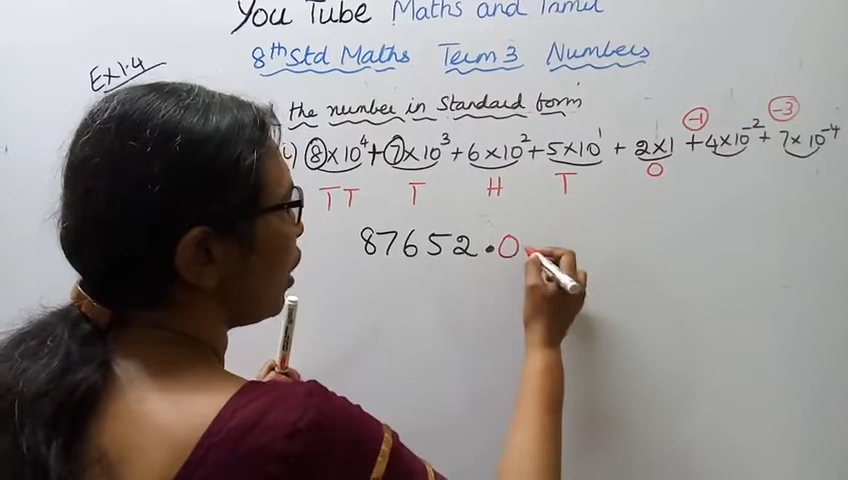 You Tube Maths and Tamil
8th Std Maths Term 3 Numbers
Ex 1.4
the number in Standard form
i) 8×10⁴+7×10³+6×10²+5×10¹+2×1+4×10⁻²+7×10⁻⁴
-1 -3
TT T H T O
87652.0